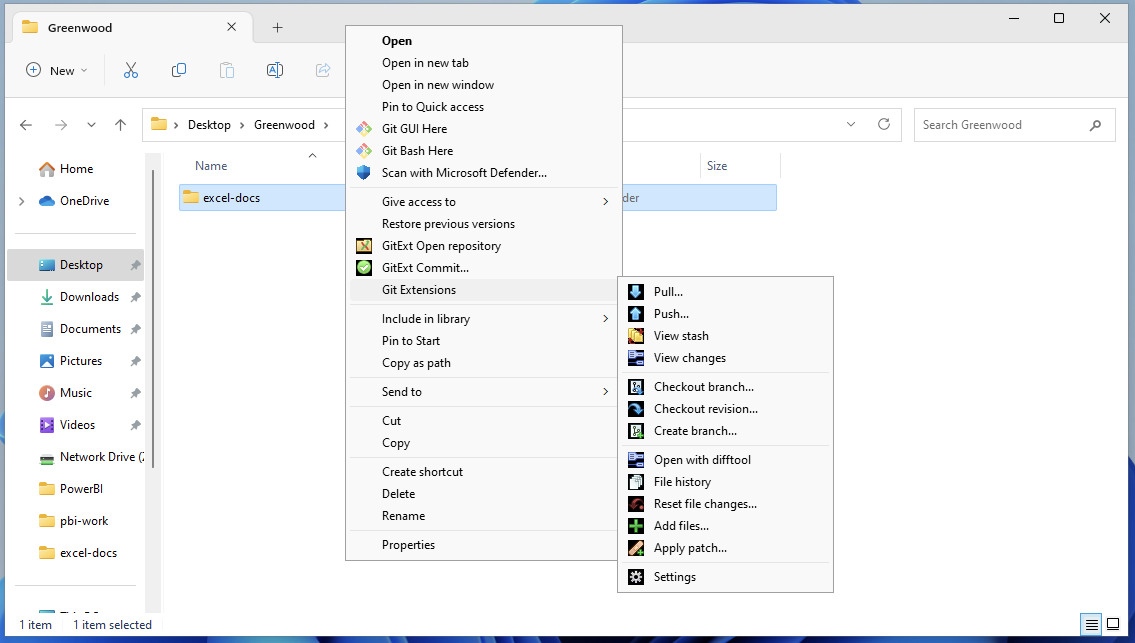 Greenwood
New
Desktop
Greenwood
Search Greenwood
Home
OneDrive
Desktop
Downloads
Documents
Pictures
Music
Videos
Network Drive (Z
PowerBI
pbi-work
excel-docs
Name
Size
excel-docs
der
Open
Open in new tab
Open in new window
Pin to Quick access
Git GUI Here
Git Bash Here
Scan with Microsoft Defender...
Give access to
Restore previous versions
GitExt Open repository
GitExt Commit...
Git Extensions
Include in library
Pin to Start
Copy as path
Send to
Cut
Copy
Create shortcut
Delete
Rename
Properties
Pull...
Push...
View stash
View changes
Checkout branch...
Checkout revision...
Create branch...
Open with difftool
File history
Reset file changes...
Add files...
Apply patch...
Settings
1 item
1 item selected